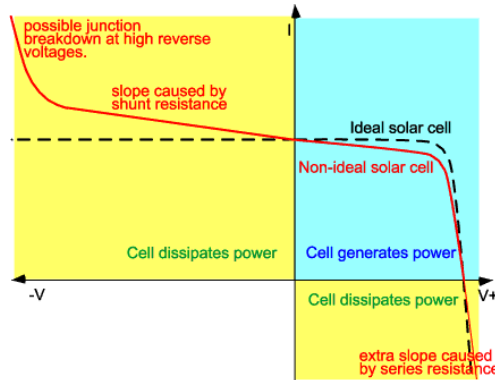 possible junction
breakdown at high reverse
voltages.
I
slope caused by
shunt resistance
Ideal solar cell
Non-ideal solar cell
Cell dissipates power
Cell generates power
-V
Cell dissipates power
V+
extra slope caused
by series resistance